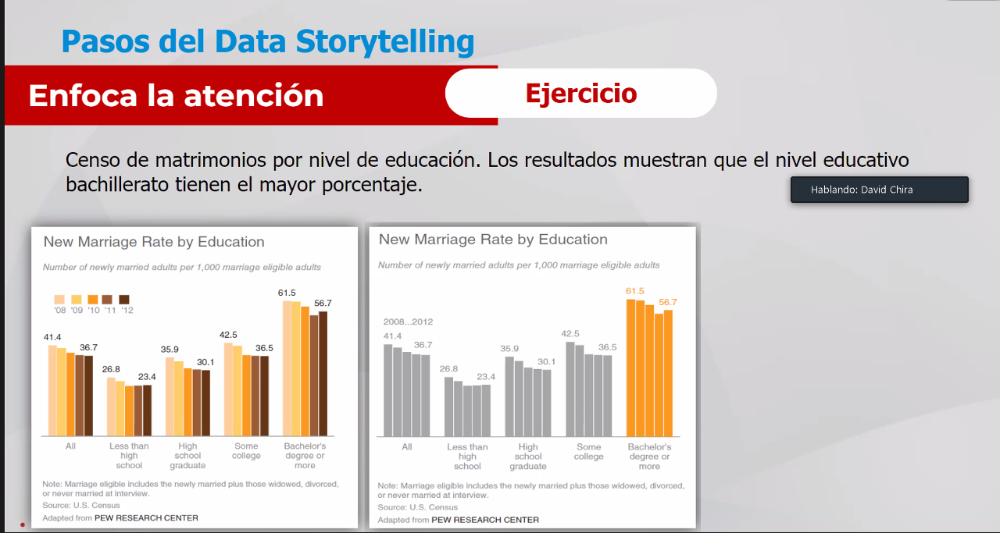 Pasos del Data Storytelling
Enfoca la atención
Ejercicio
Censo de matrimonios por nivel de educación. Los resultados muestran que el nivel educativo
bachillerato tienen el mayor porcentaje.
Hablando: David Chira
New Marriage Rate by Education
Number of newly married adults per 1,000 marriage eligible adults
'08 '09 '10 '11 '12
41.4
36.7
26.8
23.4
35.9
30.1
42.5
36.5
61.5
56.7
All
Less than
high
school
High
school
graduate
Some
college
Bachelor's
degree or
more
Note: Marriage eligible includes the newly married plus those widowed, divorced,
or never married at interview.
Source: U.S. Census
Adapted from PEW RESEARCH CENTER
New Marriage Rate by Education
Number of newly married adults per 1,000 marriage eligible adults
2008...2012
41.4
36.7
26.8
23.4
35.9
30.1
42.5
36.5
61.5
56.7
All
Less than
high
school
High
school
graduate
Some
college
Bachelor's
degree or
more
Note: Marriage eligible includes the newly married plus those widowed, divorced,
or never married at interview.
Source: U.S. Census
Adapted from PEW RESEARCH CENTER